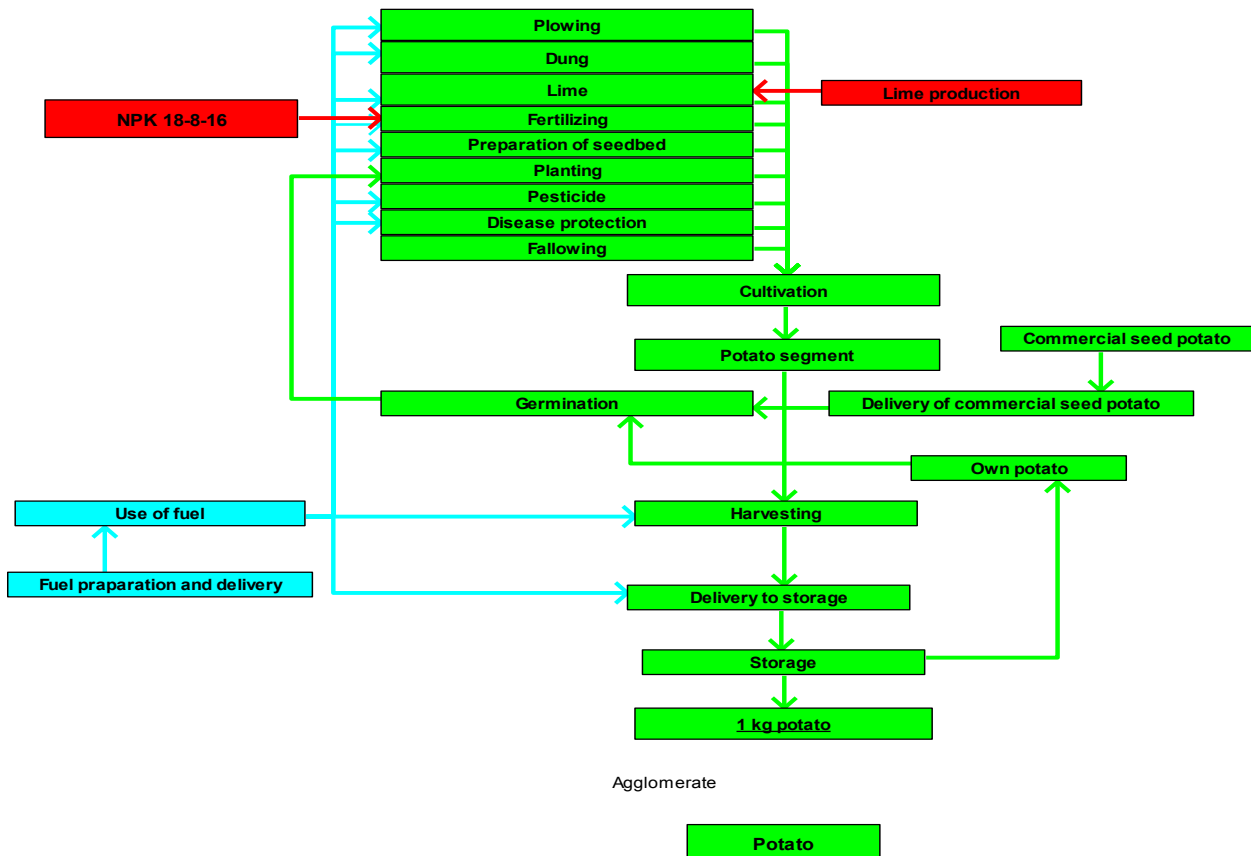 Plowing
Dung
Lime
Lime production
NPK 18-8-16
Fertilizing
Preparation of seedbed
Planting
Pesticide
Disease protection
Fallowing
Cultivation
Commercial seed potato
Potato segment
Germination
Delivery of commercial seed potato
Own potato
Use of fuel
Harvesting
Fuel praparation and delivery
Delivery to storage
Storage
1 kg potato
Agglomerate
Potato